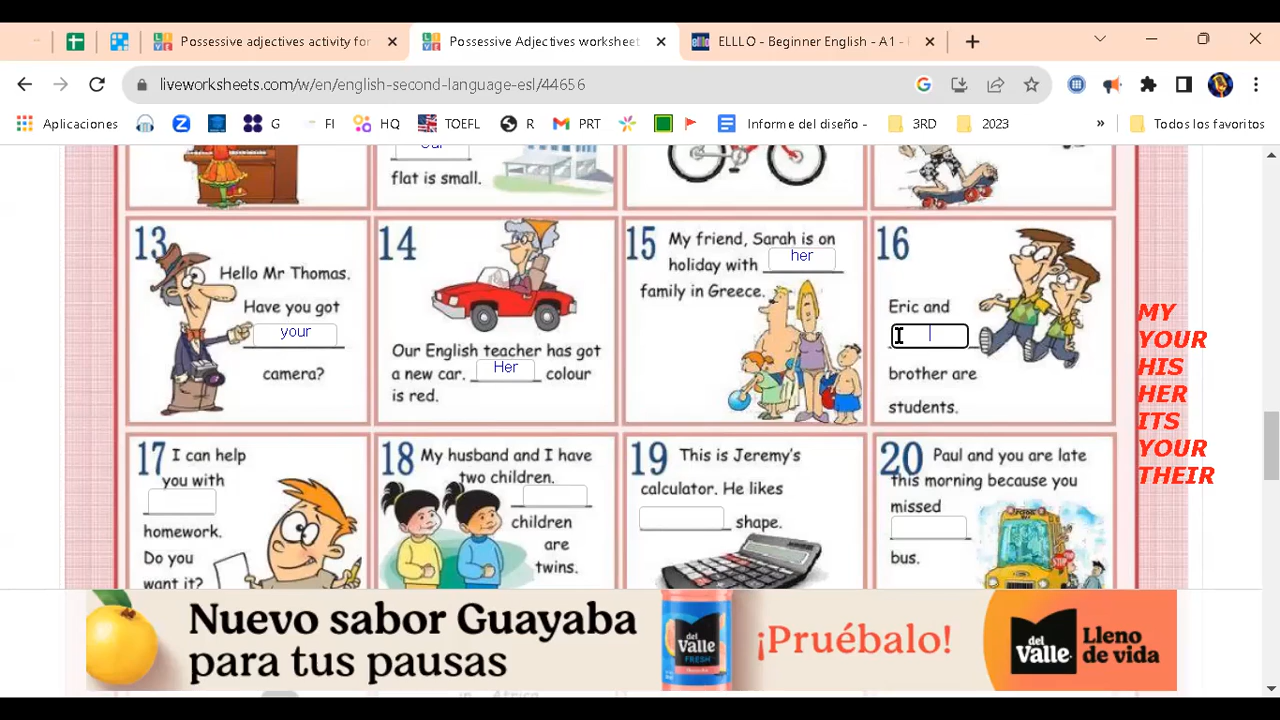 Possessive adjectives activity for
Possessive Adjectives worksheet
elllo
ELLLO - Beginner English - A1 -
liveworksheets.com/w/en/english-second-language-esl/44656
Aplicaciones
G
FI
HQ
TOEFL
R
PRT
Informe del diseño -
3RD
2023
»
Todos los favoritos
flat is small.
13
Hello Mr Thomas.
Have you got
your
camera?
14
Our English teacher has got
a new car. Her colour
is red.
15 My friend, Sarah is on
holiday with her
family in Greece.
16
Eric and
brother are
students.
MY
YOUR
HIS
HER
ITS
YOUR
THEIR
17 I can help
you with
homework.
Do you
want it?
18 My husband and I have
two children.
children
are
twins.
19 This is Jeremy's
calculator. He likes
shape.
20 Paul and you are late
this morning because you
missed
bus.
Nuevo sabor Guayaba
para tus pausas
del
Valle
FRESH
¡Pruébalo!
del
Valle
Lleno
de vida